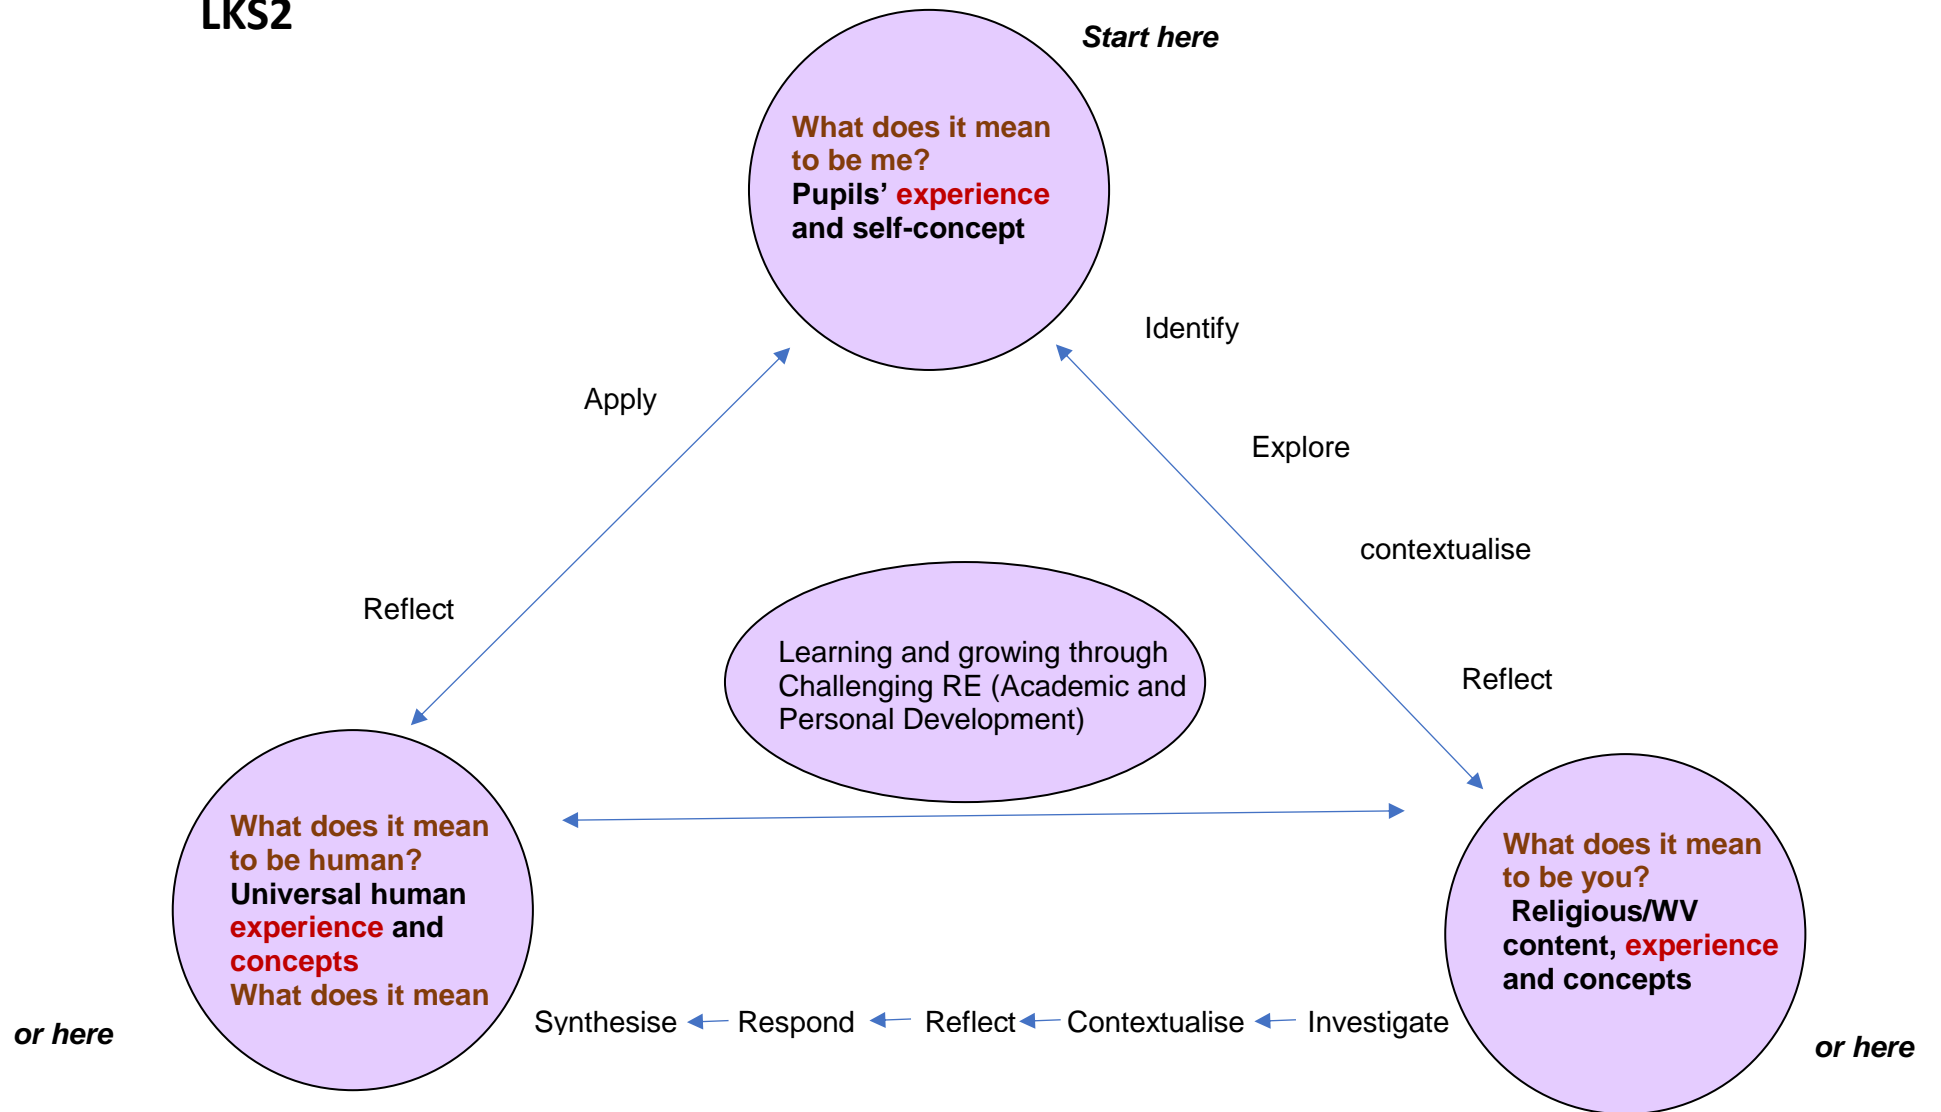 LKS2
Start here
What does it mean
to be me?
Pupils’ experience
and self-concept
Identify
Apply
Explore
contextualise
Reflect
Learning and growing through
Challenging RE (Academic and
Personal Development)
Reflect
What does it mean
to be human?
Universal human
experience and
concepts
What does it mean
What does it mean
to be you?
Religious/WV
content, experience
and concepts
Synthesise Respond Reflect Contextualise Investigate
or here
or here